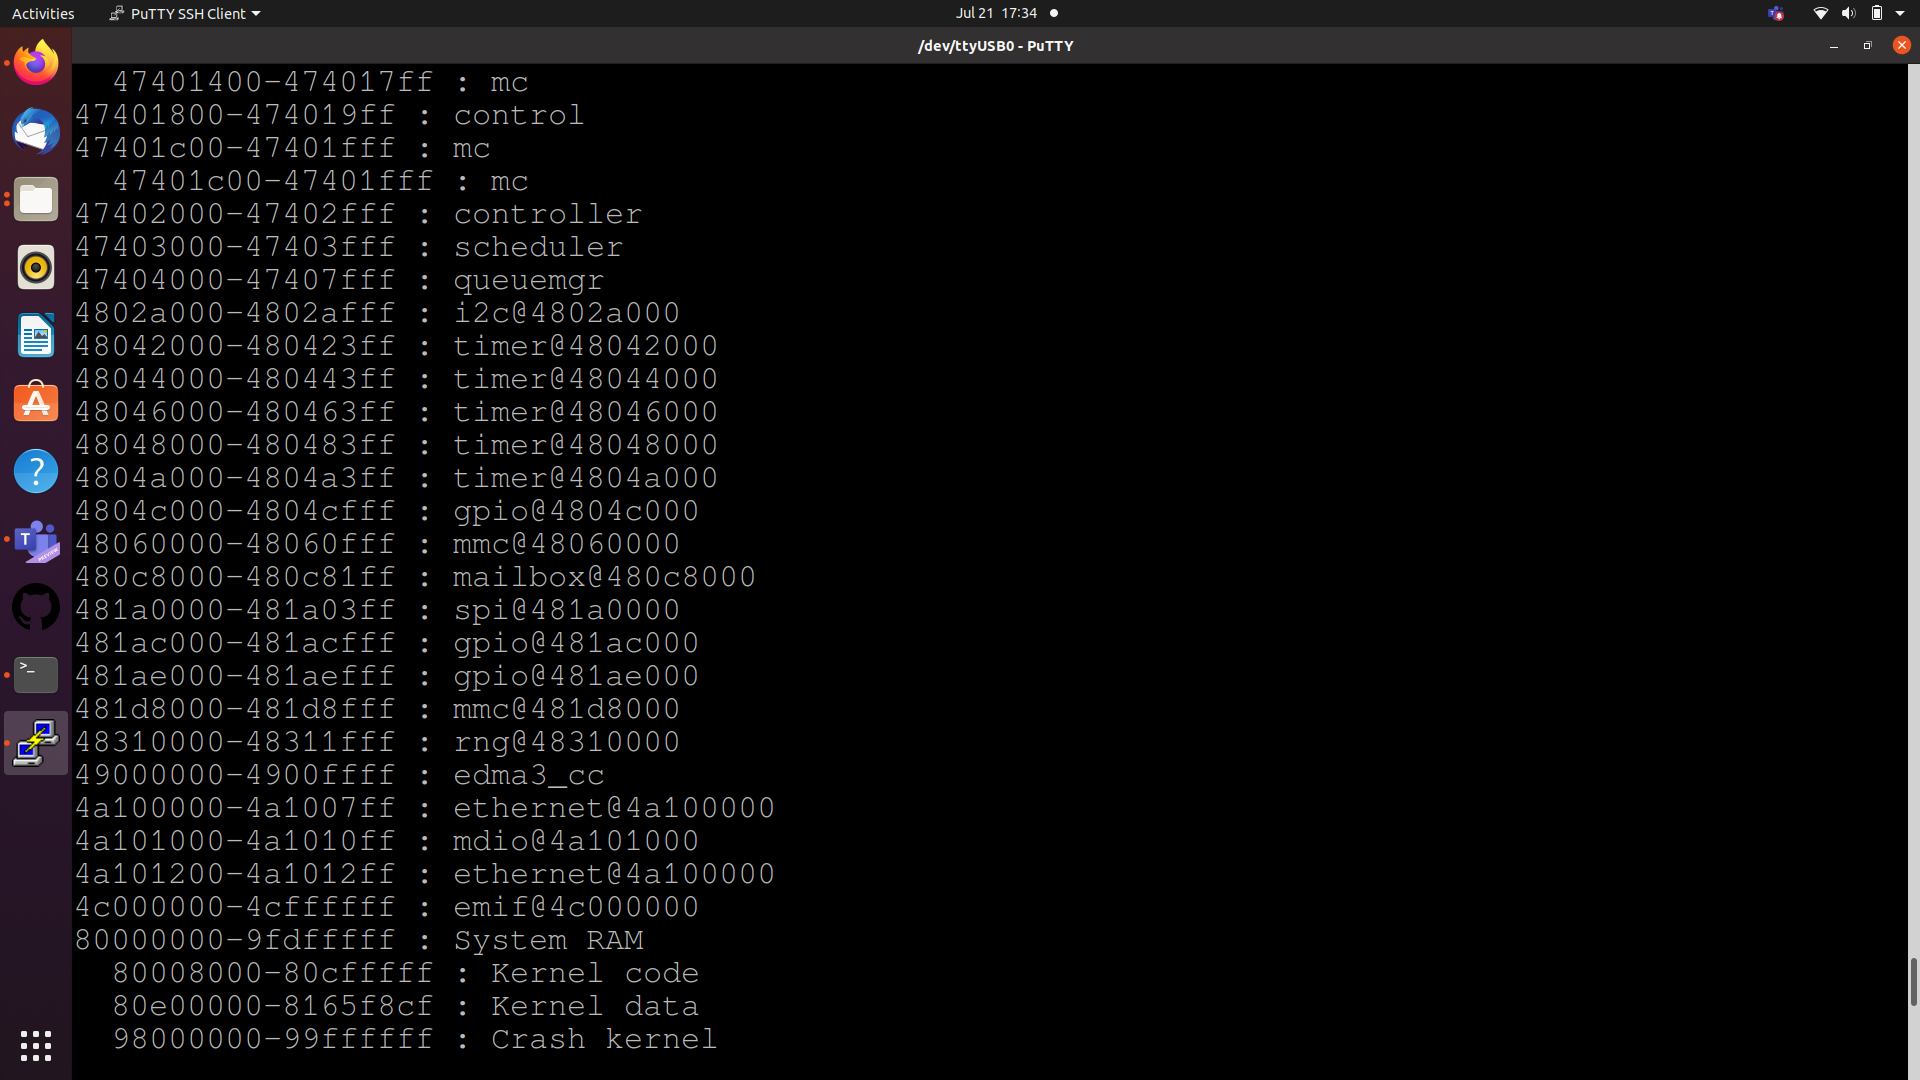 Activities PuTTY SSH Client Jul 21 17:34
/dev/ttyUSB0 - PuTTY
47401400-474017ff : mc
47401800-474019ff : control
47401c00-47401fff : mc
47401c00-47401fff : mc
47402000-47402fff : controller
47403000-47403fff : scheduler
47404000-47407fff : queuemgr
4802a000-4802afff : i2c@4802a000
48042000-480423ff : timer@48042000
48044000-480443ff : timer@48044000
48046000-480463ff : timer@48046000
48048000-480483ff : timer@48048000
4804a000-4804a3ff : timer@4804a000
4804c000-4804cfff : gpio@4804c000
48060000-48060fff : mmc@48060000
480c8000-480c81ff : mailbox@480c8000
481a0000-481a03ff : spi@481a0000
481ac000-481acfff : gpio@481ac000
481ae000-481aefff : gpio@481ae000
481d8000-481d8fff : mmc@481d8000
48310000-48311fff : rng@48310000
49000000-4900ffff : edma3_cc
4a100000-4a1007ff : ethernet@4a100000
4a101000-4a1010ff : mdio@4a101000
4a101200-4a1012ff : ethernet@4a100000
4c000000-4cffffff : emif@4c000000
80000000-9fdfffff : System RAM
80008000-80cfffff : Kernel code
80e00000-8165f8cf : Kernel data
98000000-99ffffff : Crash kernel